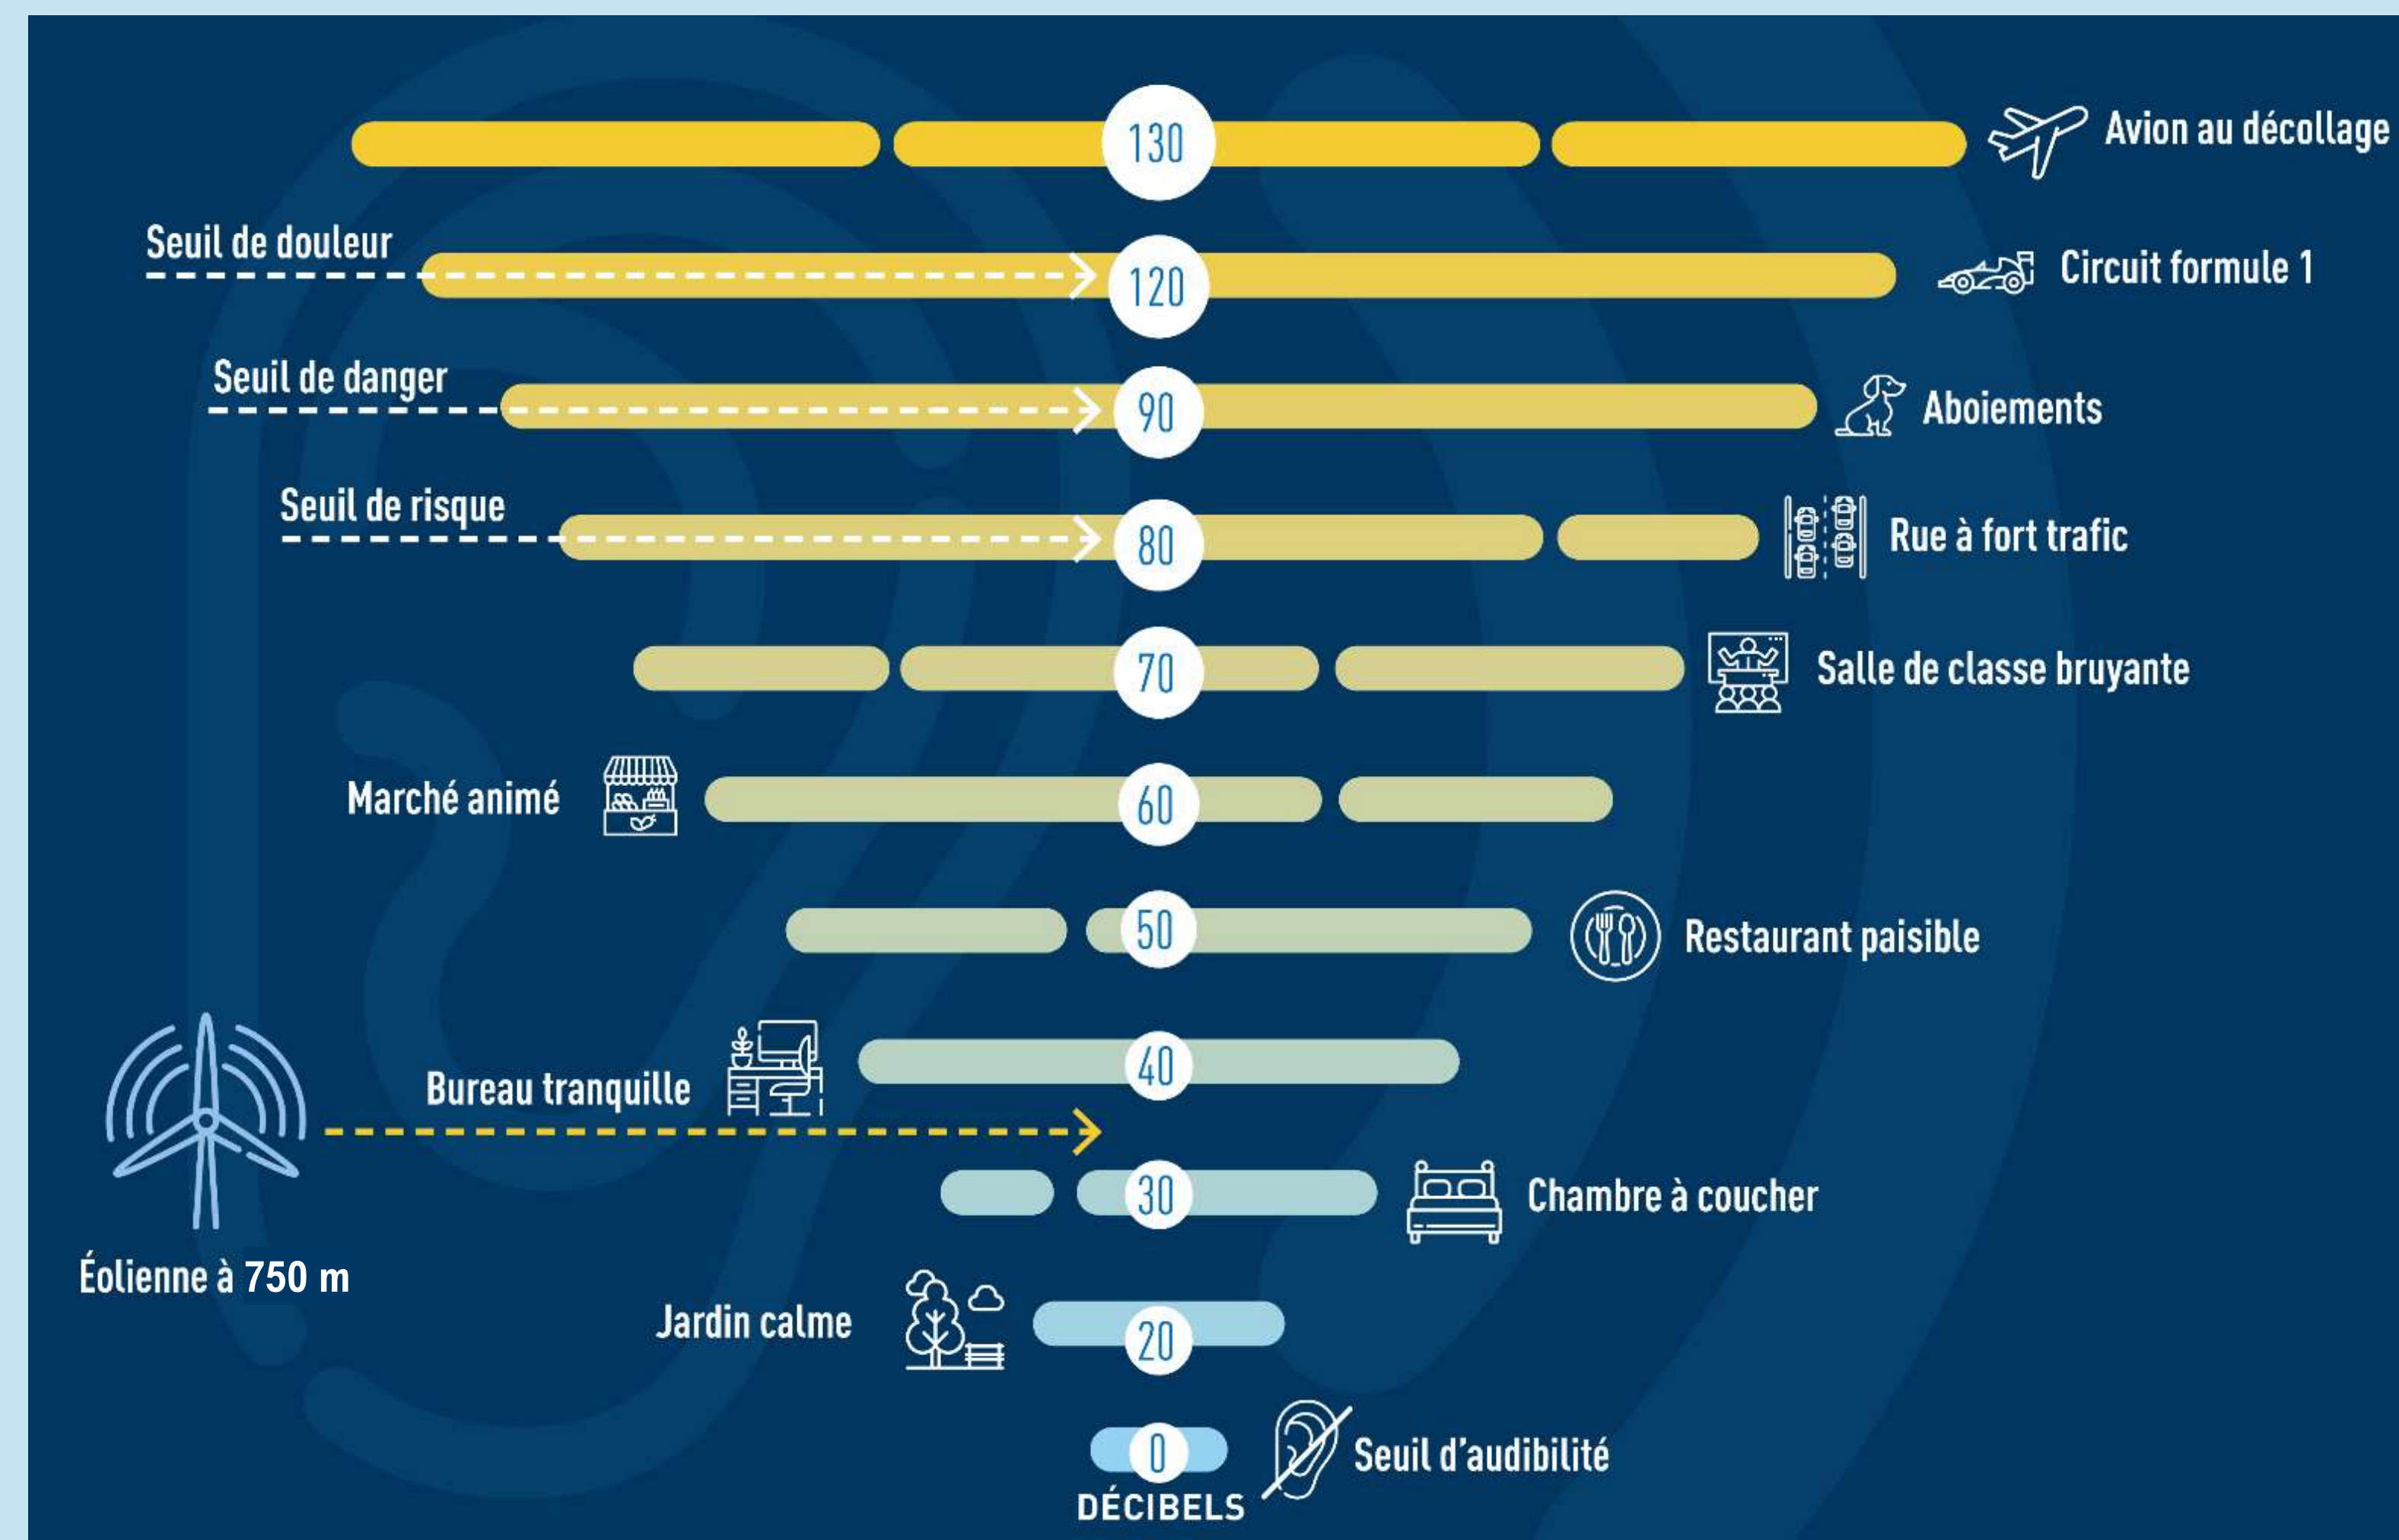 130
Avion au décollage
Seuil de douleur
120
Circuit formule 1
Seuil de danger
90
Aboiements
Seuil de risque
80
Rue à fort trafic
70
Salle de classe bruyante
Marché animé
60
50
Restaurant paisible
40
Bureau tranquille
30
Chambre à coucher
Éolienne à 750 m
Jardin calme
20
0
Seuil d'audibilité
DÉCIBELS